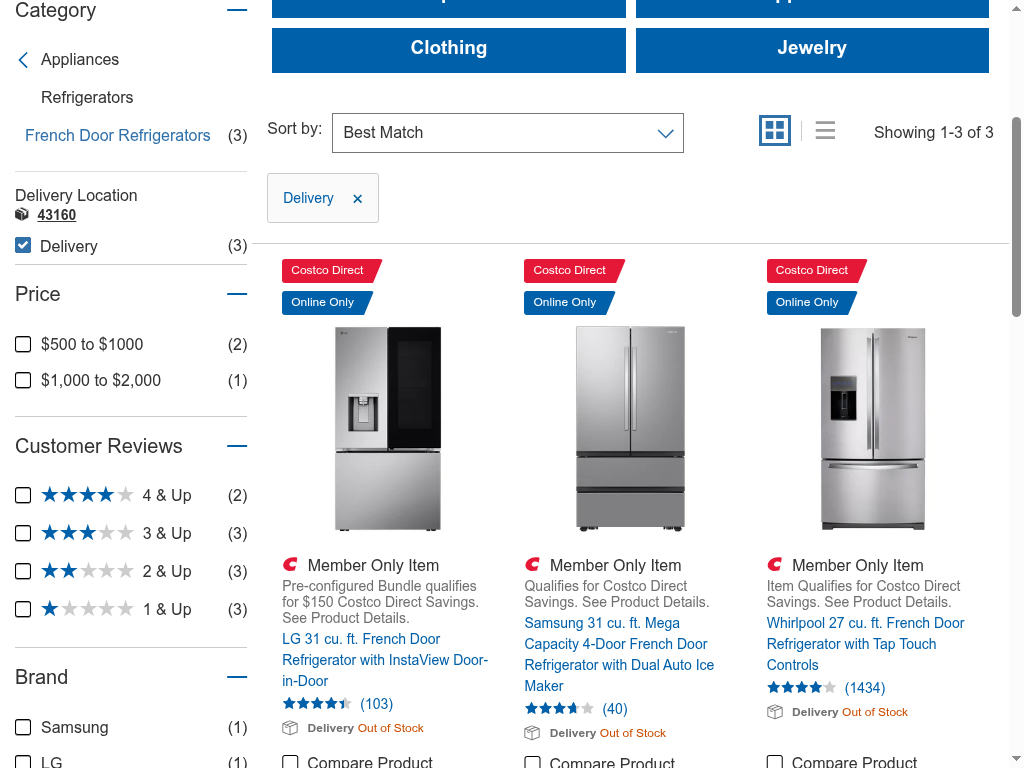 Category
Appliances
Refrigerators
French Door Refrigerators (3)
Delivery Location
43160
Delivery (3)
Price
$500 to $1000 (2)
$1,000 to $2,000 (1)
Customer Reviews
4 & Up (2)
3 & Up (3)
2 & Up (3)
1 & Up (3)
Brand
Samsung (1)
LG (1)
Clothing
Jewelry
Sort by: Best Match
Showing 1-3 of 3
Delivery ×
Costco Direct
Online Only
Member Only Item
Pre-configured Bundle qualifies
for $150 Costco Direct Savings.
See Product Details.
LG 31 cu. ft. French Door
Refrigerator with InstaView Door-
in-Door
(103)
Delivery Out of Stock
Compare Product
Costco Direct
Online Only
Member Only Item
Qualifies for Costco Direct
Savings. See Product Details.
Samsung 31 cu. ft. Mega
Capacity 4-Door French Door
Refrigerator with Dual Auto Ice
Maker
(40)
Delivery Out of Stock
Compare Product
Costco Direct
Online Only
Member Only Item
Item Qualifies for Costco Direct
Savings. See Product Details.
Whirlpool 27 cu. ft. French Door
Refrigerator with Tap Touch
Controls
(1434)
Delivery Out of Stock
Compare Product